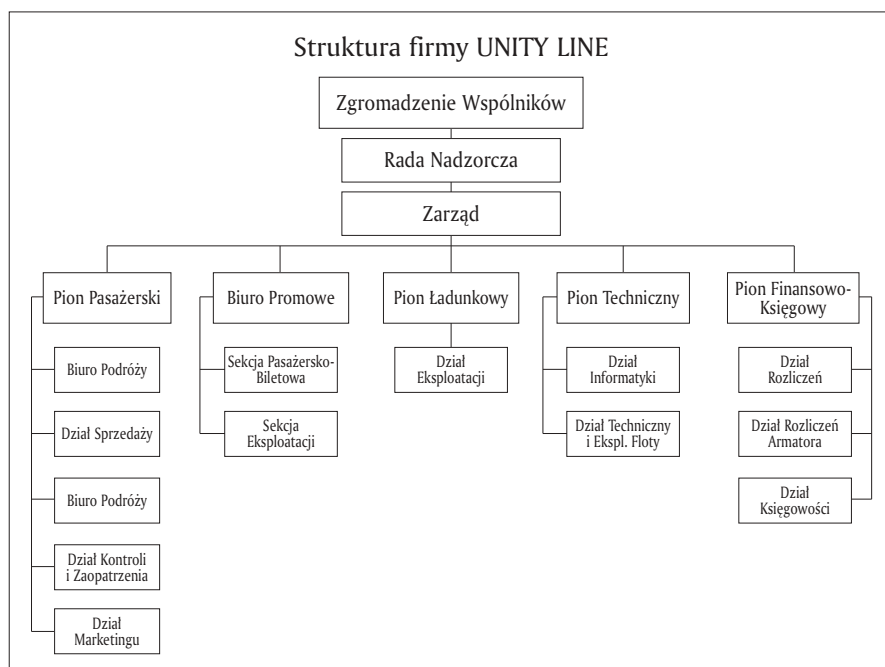 Struktura firmy UNITY LINE
Zgromadzenie Wspólników
Rada Nadzorcza
Zarząd
Pion Pasażerski
Biuro Podróży
Dział Sprzedaży
Biuro Podróży
Dział Kontroli
i Zaopatrzenia
Dział
Marketingu
Biuro Promowe
Sekcja Pasażersko-
Biletowa
Sekcja
Eksploatacji
Pion Ładunkowy
Dział
Eksploatacji
Pion Techniczny
Dział
Informatyki
Dział Techniczny
i Ekspl. Floty
Pion Finansowo-
Księgowy
Dział
Rozliczeń
Dział Rozliczeń
Armatora
Dział
Księgowości